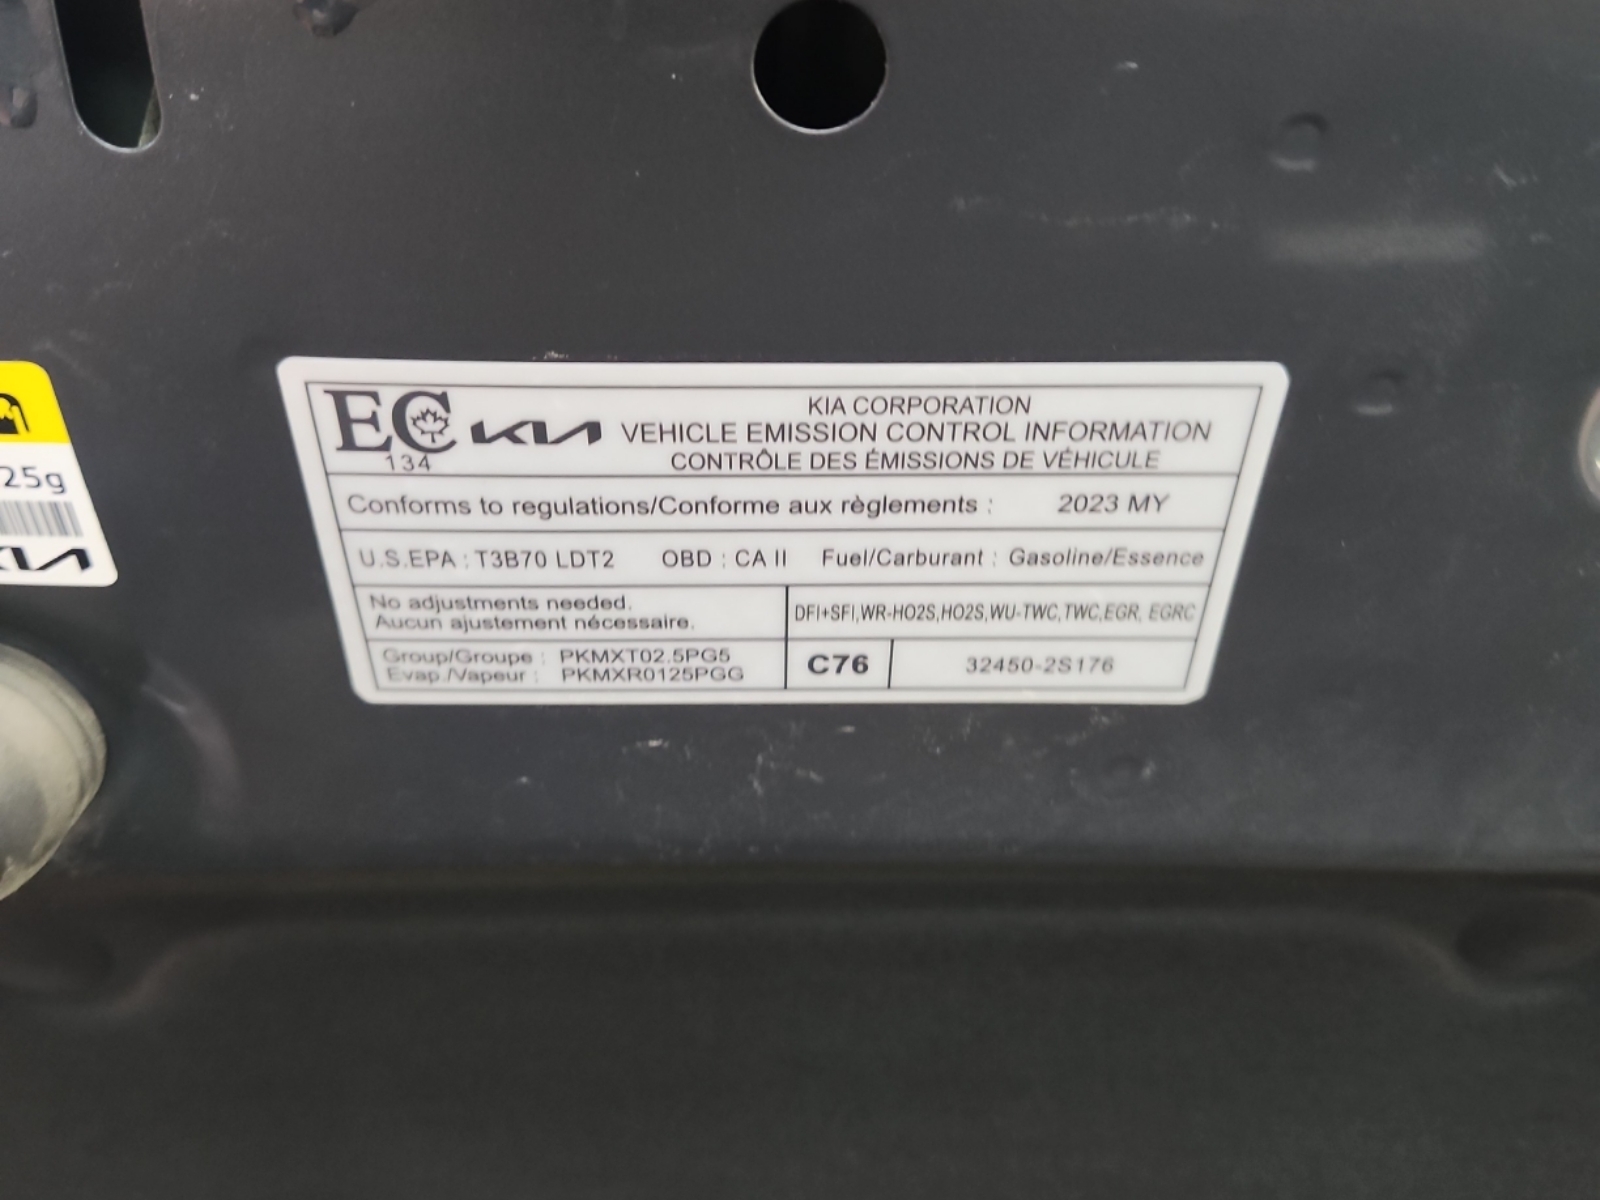 EC KIA
134
KIA CORPORATION
VEHICLE EMISSION CONTROL INFORMATION
CONTRÔLE DES ÉMISSIONS DE VÉHICULE
Conforms to regulations/Conforme aux règlements : 2023 MY
U.S.EPA : T3B70 LDT2 OBD : CA II Fuel/Carburant : Gasoline/Essence
No adjustments needed.
Aucun ajustement nécessaire.
DFI+SFI,WR-HO2S,HO2S,WU-TWC,TWC,EGR, EGRC
Group/Groupe : PKMXT02.5PG5
Evap./Vapeur : PKMXR0125PGG
C76
32450-2S176
25g
KIA